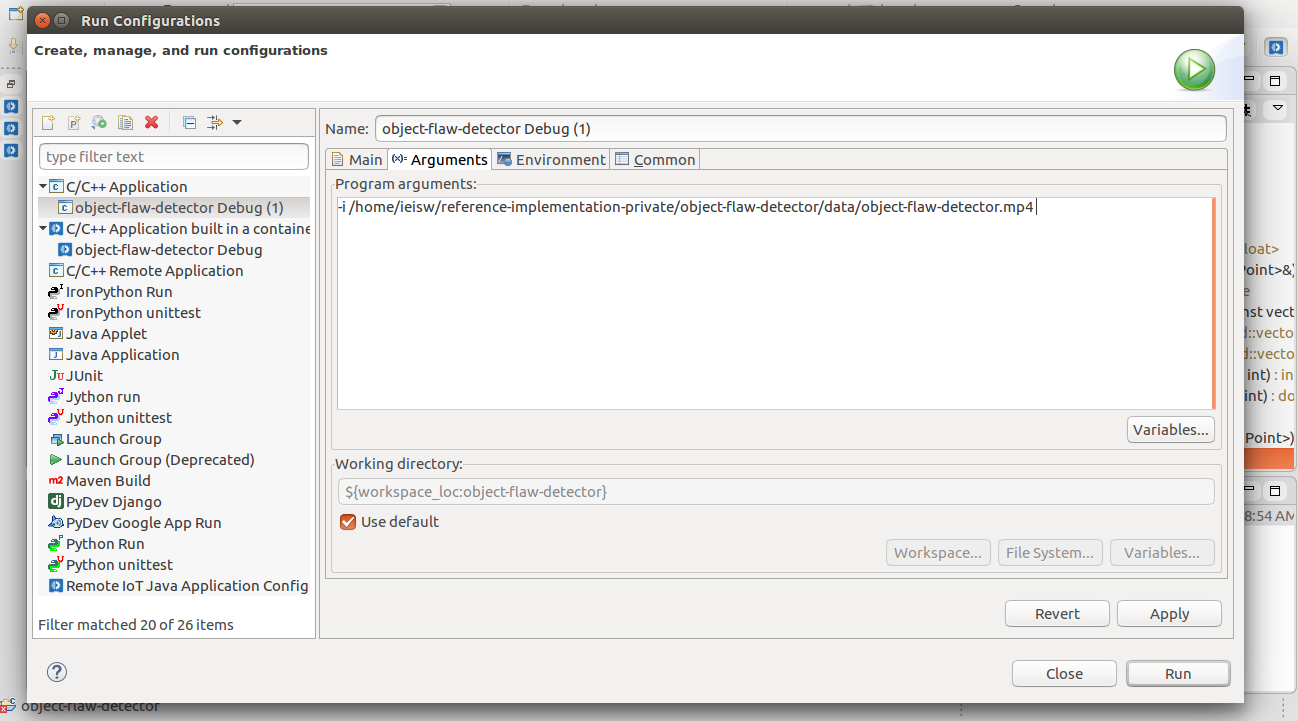 Run Configurations
Create, manage, and run configurations
type filter text
C/C++ Application
object-flaw-detector Debug (1)
C/C++ Application built in a containe
object-flaw-detector Debug
C/C++ Remote Application
IronPython Run
IronPython unittest
Java Applet
Java Application
JUnit
Jython run
Jython unittest
Launch Group
Launch Group (Deprecated)
Maven Build
PyDev Django
PyDev Google App Run
Python Run
Python unittest
Remote IoT Java Application Config
Filter matched 20 of 26 items
Name: object-flaw-detector Debug (1)
Main (x)= Arguments Environment Common
Program arguments:
-i /home/ieisw/reference-implementation-private/object-flaw-detector/data/object-flaw-detector.mp4
Variables...
Working directory:
${workspace_loc:object-flaw-detector}
Use default
Workspace... File System... Variables...
Revert Apply
Close Run
loat>
Point>&)
nst vect
d::vecto
d::vecto
int) : in
int) : do
Point>)
8:54 AM
object-flaw-detector